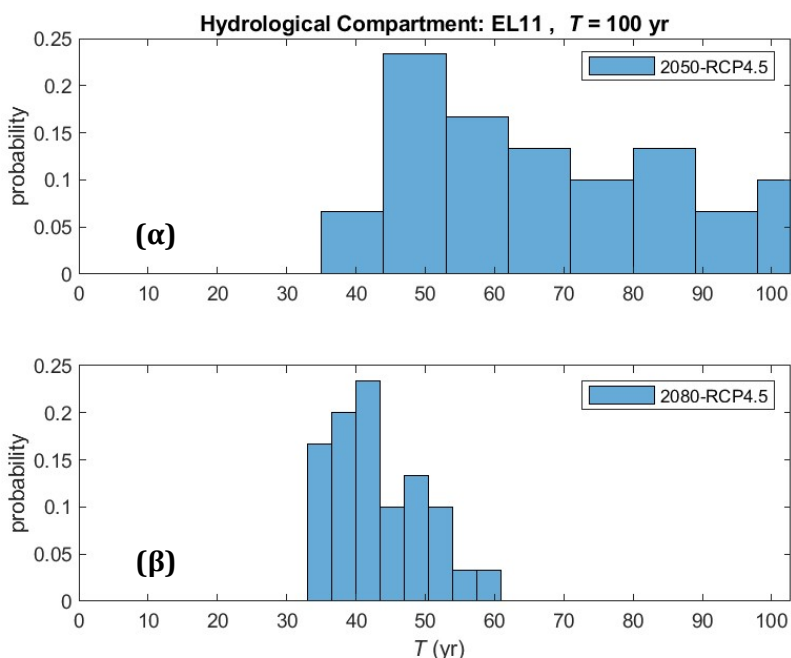 Hydrological Compartment: EL11 , T = 100 yr
0.25
0.2
0.15
0.1
0.05
0
probability
2050-RCP4.5
(α)
0 10 20 30 40 50 60 70 80 90 100
0.25
0.2
0.15
0.1
0.05
0
probability
2080-RCP4.5
(β)
0 10 20 30 40 50 60 70 80 90 100
T (yr)